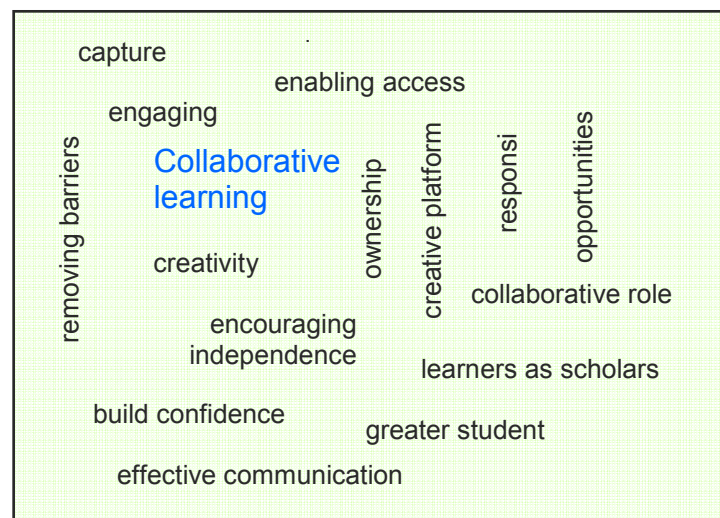 capture
enabling access
engaging
Collaborative
learning
removing barriers
ownership
creative platform
responsi
opportunities
creativity
collaborative role
encouraging
independence
learners as scholars
build confidence
greater student
effective communication